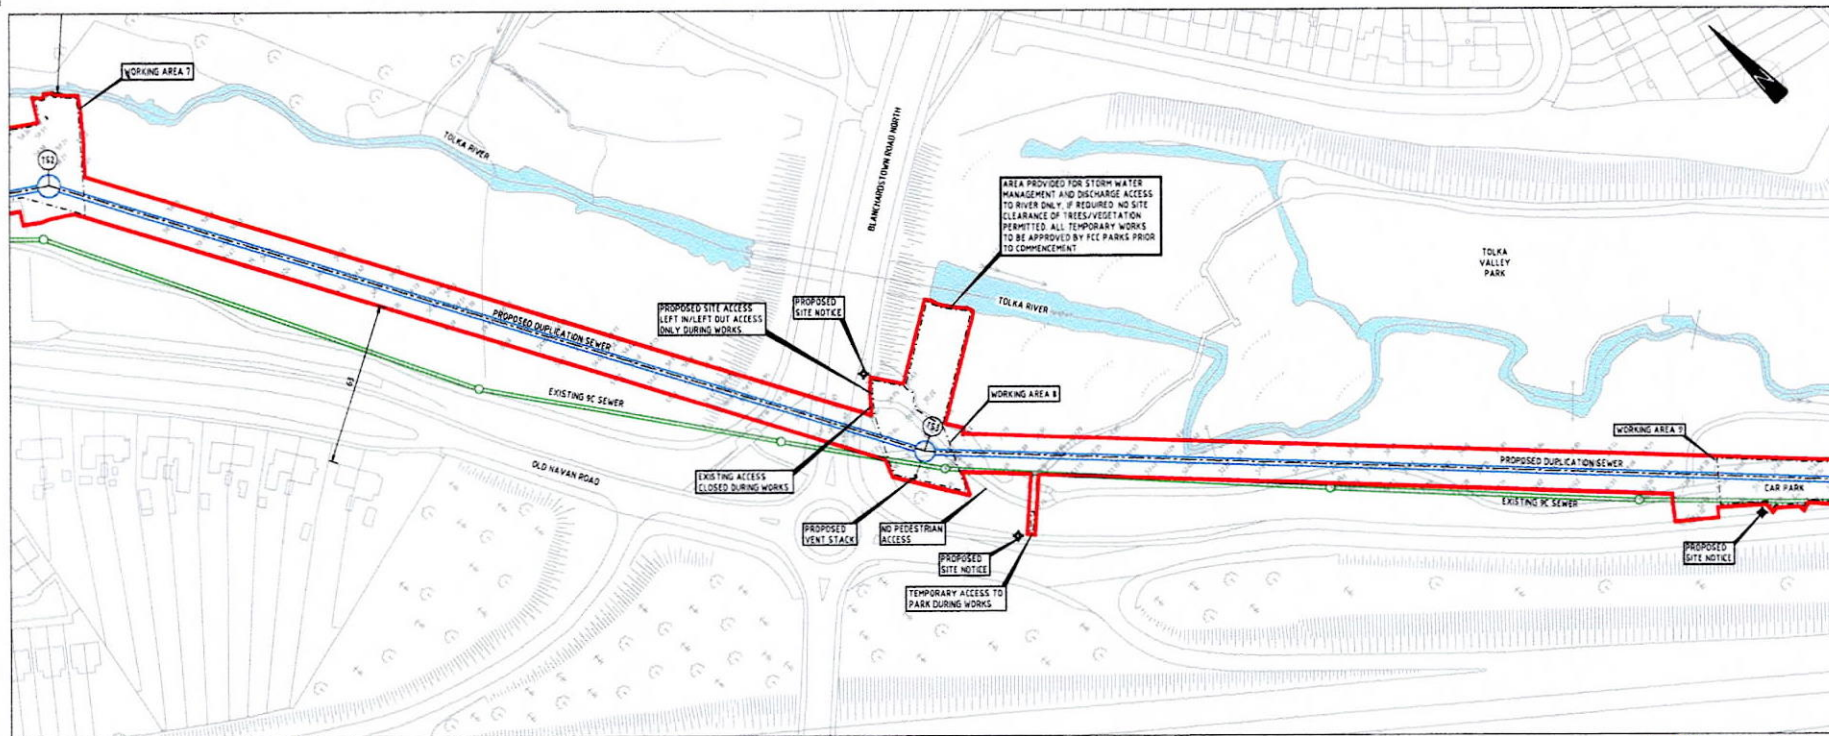 WORKING AREA 7
TS2
TOLKA RIVER
BLANCHARDSTOWN ROAD NORTH
N
AREA PROVIDED FOR STORM WATER
MANAGEMENT AND DISCHARGE ACCESS
TO RIVER ONLY, IF REQUIRED. NO SITE
CLEARANCE OF TREES/VEGETATION
PERMITTED. ALL TEMPORARY WORKS
TO BE APPROVED BY FCC PARKS PRIOR
TO COMMENCEMENT
TOLKA
VALLEY
PARK
TOLKA RIVER
PROPOSED
SITE NOTICE
PROPOSED SITE ACCESS
LEFT IN/LEFT OUT ACCESS
ONLY DURING WORKS
PROPOSED DUPLICATION SEWER
63
EXISTING 9C SEWER
WORKING AREA 8
TS3
WORKING AREA 9
PROPOSED DUPLICATION SEWER
CAR PARK
EXISTING 9C SEWER
OLD NAVAN ROAD
EXISTING ACCESS
CLOSED DURING WORKS
PROPOSED
VENT STACK
NO PEDESTRIAN
ACCESS
PROPOSED
SITE NOTICE
TEMPORARY ACCESS TO
PARK DURING WORKS
PROPOSED
SITE NOTICE